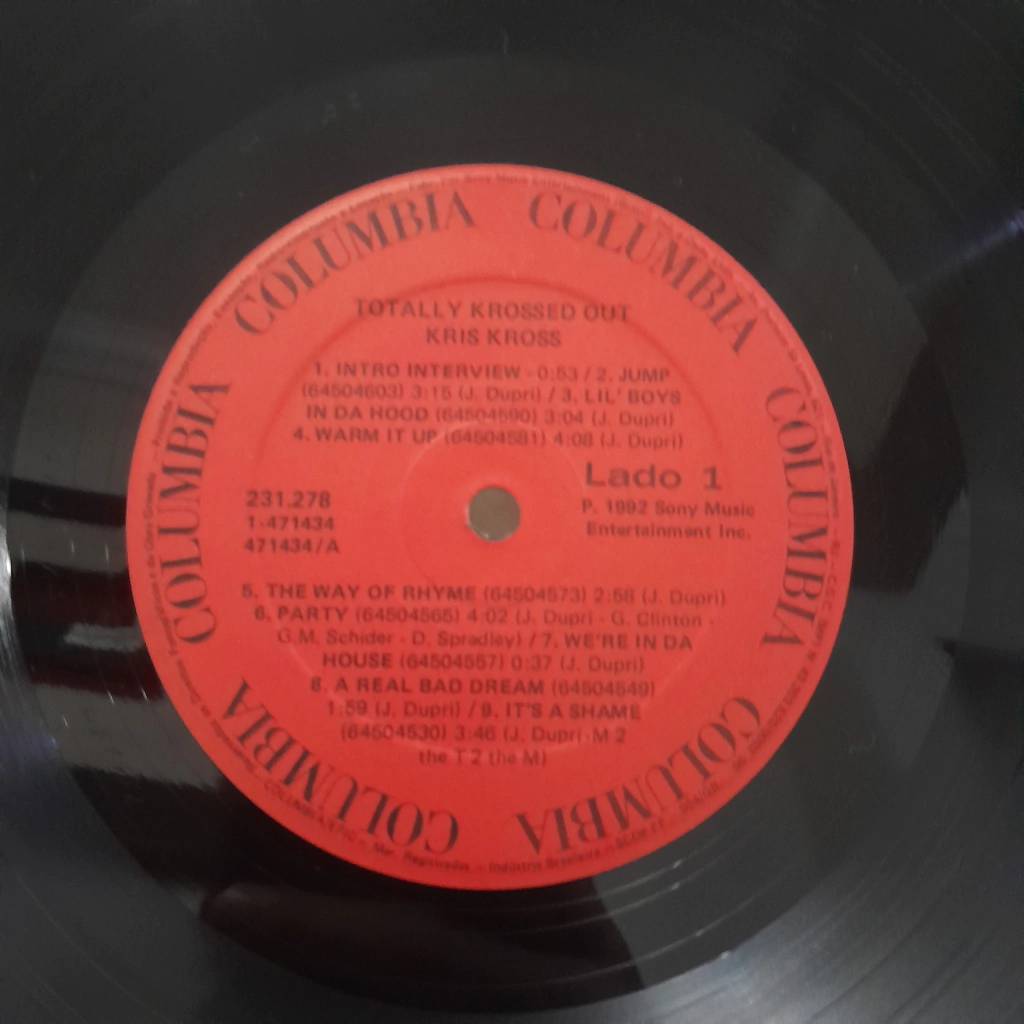 COLUMBIA COLUMBIA
COLUMBIA COLUMBIA
COLUMBIA COLUMBIA
COLUMBIA COLUMBIA
TOTALLY KROSSED OUT
KRIS KROSS
1. INTRO INTERVIEW - 0:53 / 2. JUMP
(64504603) 3:15 (J. Dupri) / 3. LIL' BOYS
IN DA HOOD (64504590) 3:04 (J. Dupri)
4. WARM IT UP (64504581) 4:08 (J. Dupri)
Lado 1
231.278
1-471434
471434/A
P. 1992 Sony Music
Entertainment Inc.
5. THE WAY OF RHYME (64504573) 2:58 (J. Dupri)
6. PARTY (64504565) 4:02 (J. Dupri - G. Clinton -
G.M. Schider - D. Spradley) / 7. WE'RE IN DA
HOUSE (64504557) 0:37 (J. Dupri)
8. A REAL BAD DREAM (64504549)
1:59 (J. Dupri) / 9. IT'S A SHAME
(64504530) 3:46 (J. Dupri - M 2
the T 2 the M)
Registradas - Indústria Brasileira